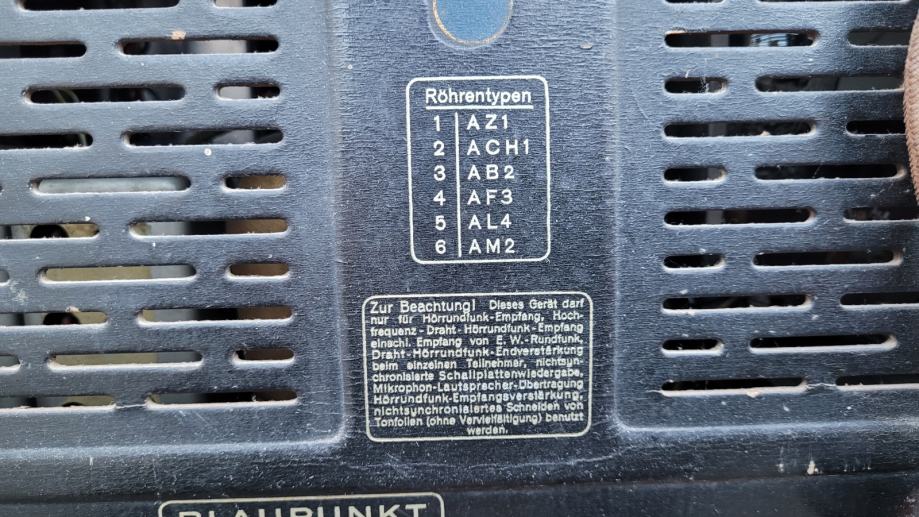 Röhrentypen
1 AZ1
2 ACH1
3 AB2
4 AF3
5 AL4
6 AM2
Zur Beachtung! Dieses Gerät darf
nur für Hörrundfunk-Empfang, Hoch-
frequenz-Draht-Hörrundfunk-Empfang
einschl. Empfang von E.W.-Rundfunk,
Draht-Hörrundfunk-Endverstärkung
beim einzelnen Teilnehmer, nichtsyn-
chronisierte Schallplattenwiedergabe,
Mikrophon-Lautsprecher-Übertragung
Hörrundfunk-Empfangsverstärkung,
nichtsynchronisiertes Schneiden von
Tonfolien (ohne Vervielfältigung) benutzt
werden.
BLAUPUNKT